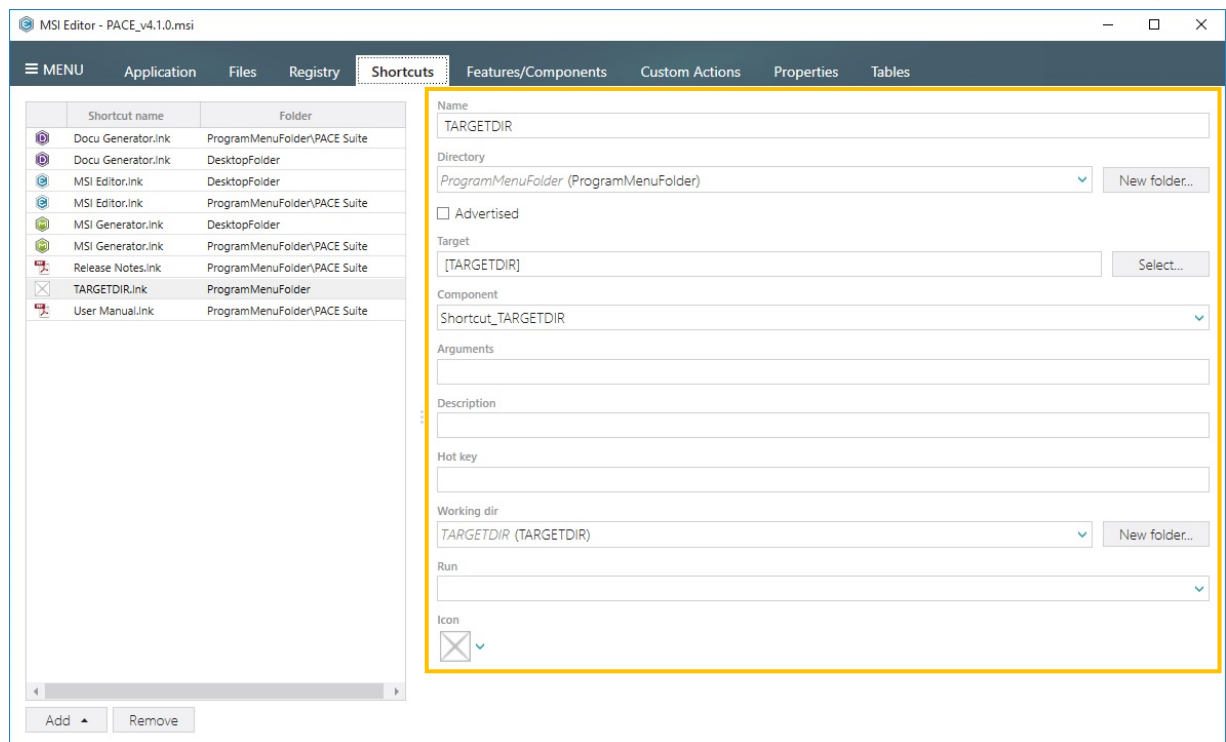 MSI Editor - PACE_v4.1.0.msi
MENU Application Files Registry Shortcuts Features/Components Custom Actions Properties Tables
Shortcut name Folder
Docu Generator.lnk ProgramMenuFolder\PACE Suite
Docu Generator.lnk DesktopFolder
MSI Editor.lnk DesktopFolder
MSI Editor.lnk ProgramMenuFolder\PACE Suite
MSI Generator.lnk DesktopFolder
MSI Generator.lnk ProgramMenuFolder\PACE Suite
Release Notes.lnk ProgramMenuFolder\PACE Suite
TARGETDIR.lnk ProgramMenuFolder
User Manual.lnk ProgramMenuFolder\PACE Suite
Add Remove
Name
TARGETDIR
Directory
ProgramMenuFolder (ProgramMenuFolder) New folder...
Advertised
Target
[TARGETDIR] Select...
Component
Shortcut_TARGETDIR
Arguments
Description
Hot key
Working dir
TARGETDIR (TARGETDIR) New folder...
Run
Icon